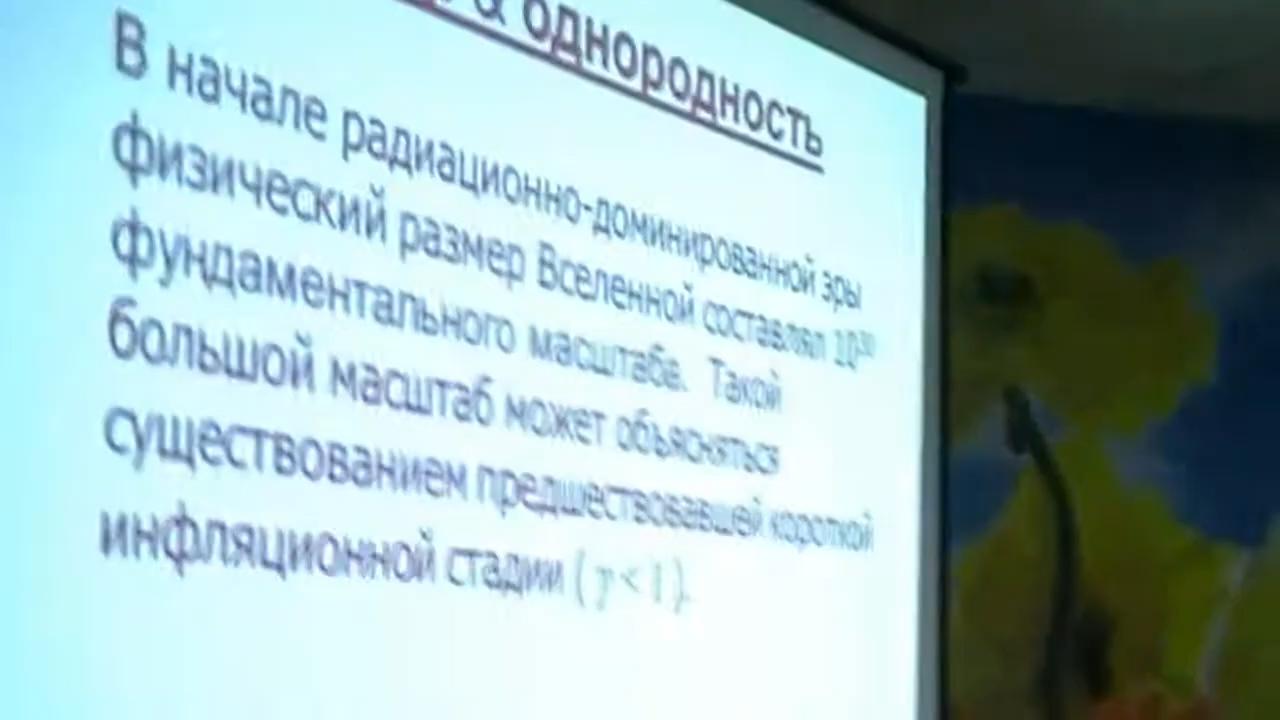 & однородность
В начале радиационно-доминированной эры
физический размер Вселенной составлял 10³⁰
фундаментального масштаба. Такой
большой масштаб может объясняться
существованием предшествовавшей короткой
инфляционной стадии ( γ < 1 ).